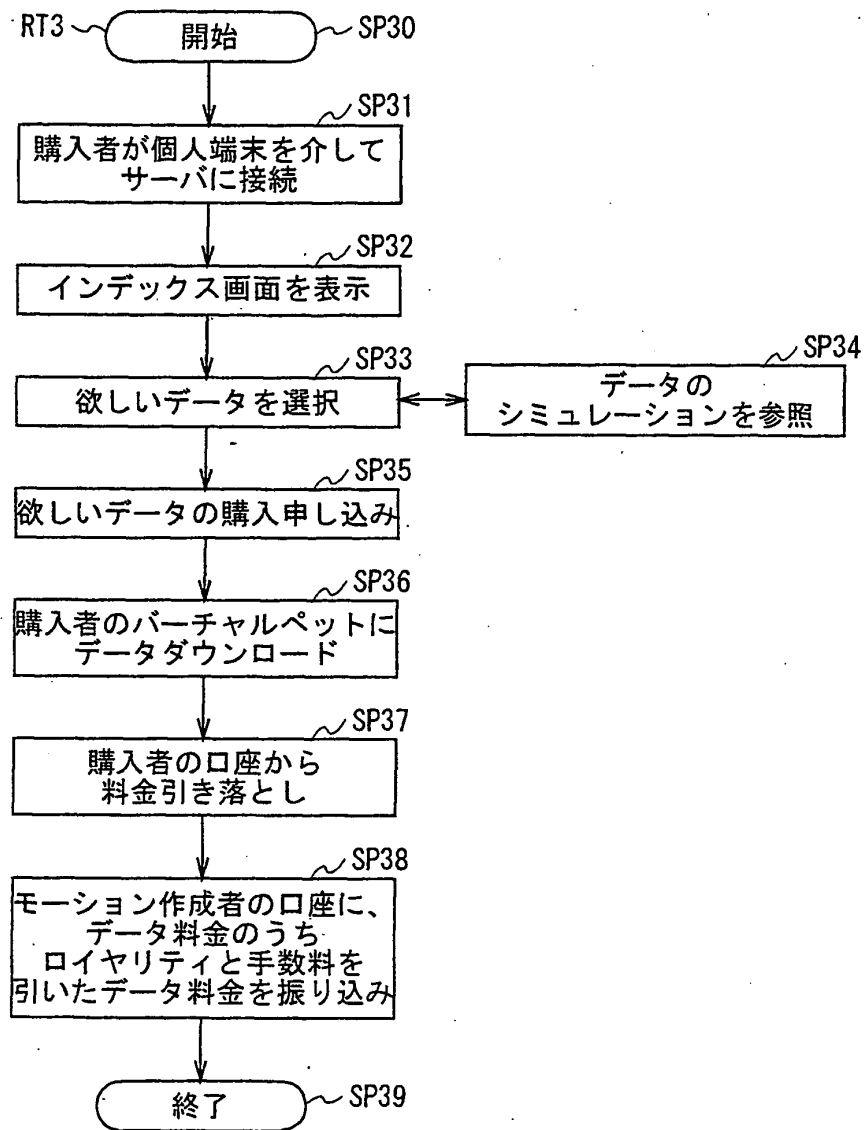 RT3
開始
SP30
SP31
購入者が個人端末を介して
サーバに接続
SP32
インデックス画面を表示
SP33
欲しいデータを選択
SP34
データの
シミュレーションを参照
SP35
欲しいデータの購入申し込み
SP36
購入者のバーチャルペットに
データダウンロード
SP37
購入者の口座から
料金引き落とし
SP38
モーション作成者の口座に、
データ料金のうち
ロイヤリティと手数料を
引いたデータ料金を振り込み
終了
SP39